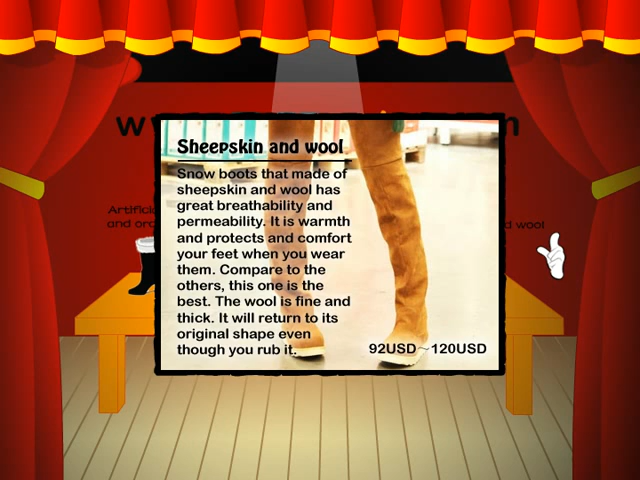 Sheepskin and wool
Snow boots that made of
sheepskin and wool has
great breathability and
permeability. It is warmth
and protects and comfort
your feet when you wear
them. Compare to the
others, this one is the
best. The wool is fine and
thick. It will return to its
original shape even
though you rub it.
92USD～120USD
wool